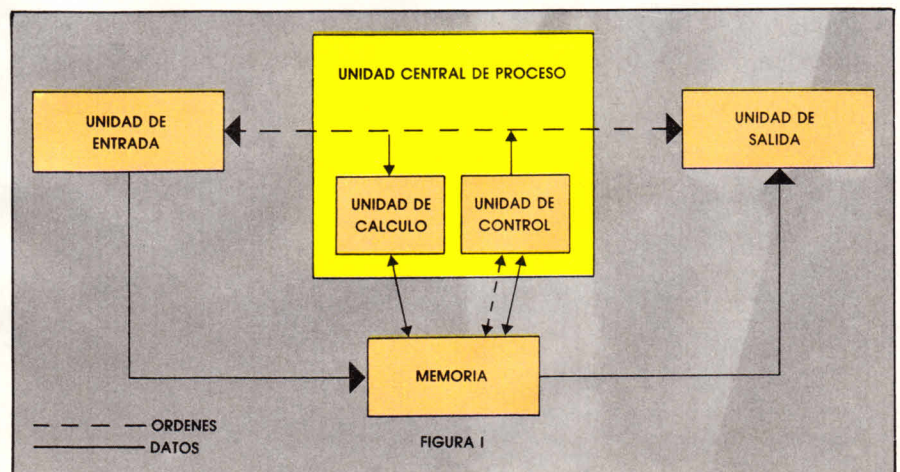 UNIDAD CENTRAL DE PROCESO
UNIDAD DE
ENTRADA
UNIDAD DE
SALIDA
UNIDAD DE
CALCULO
UNIDAD DE
CONTROL
MEMORIA
ORDENES
DATOS
FIGURA I